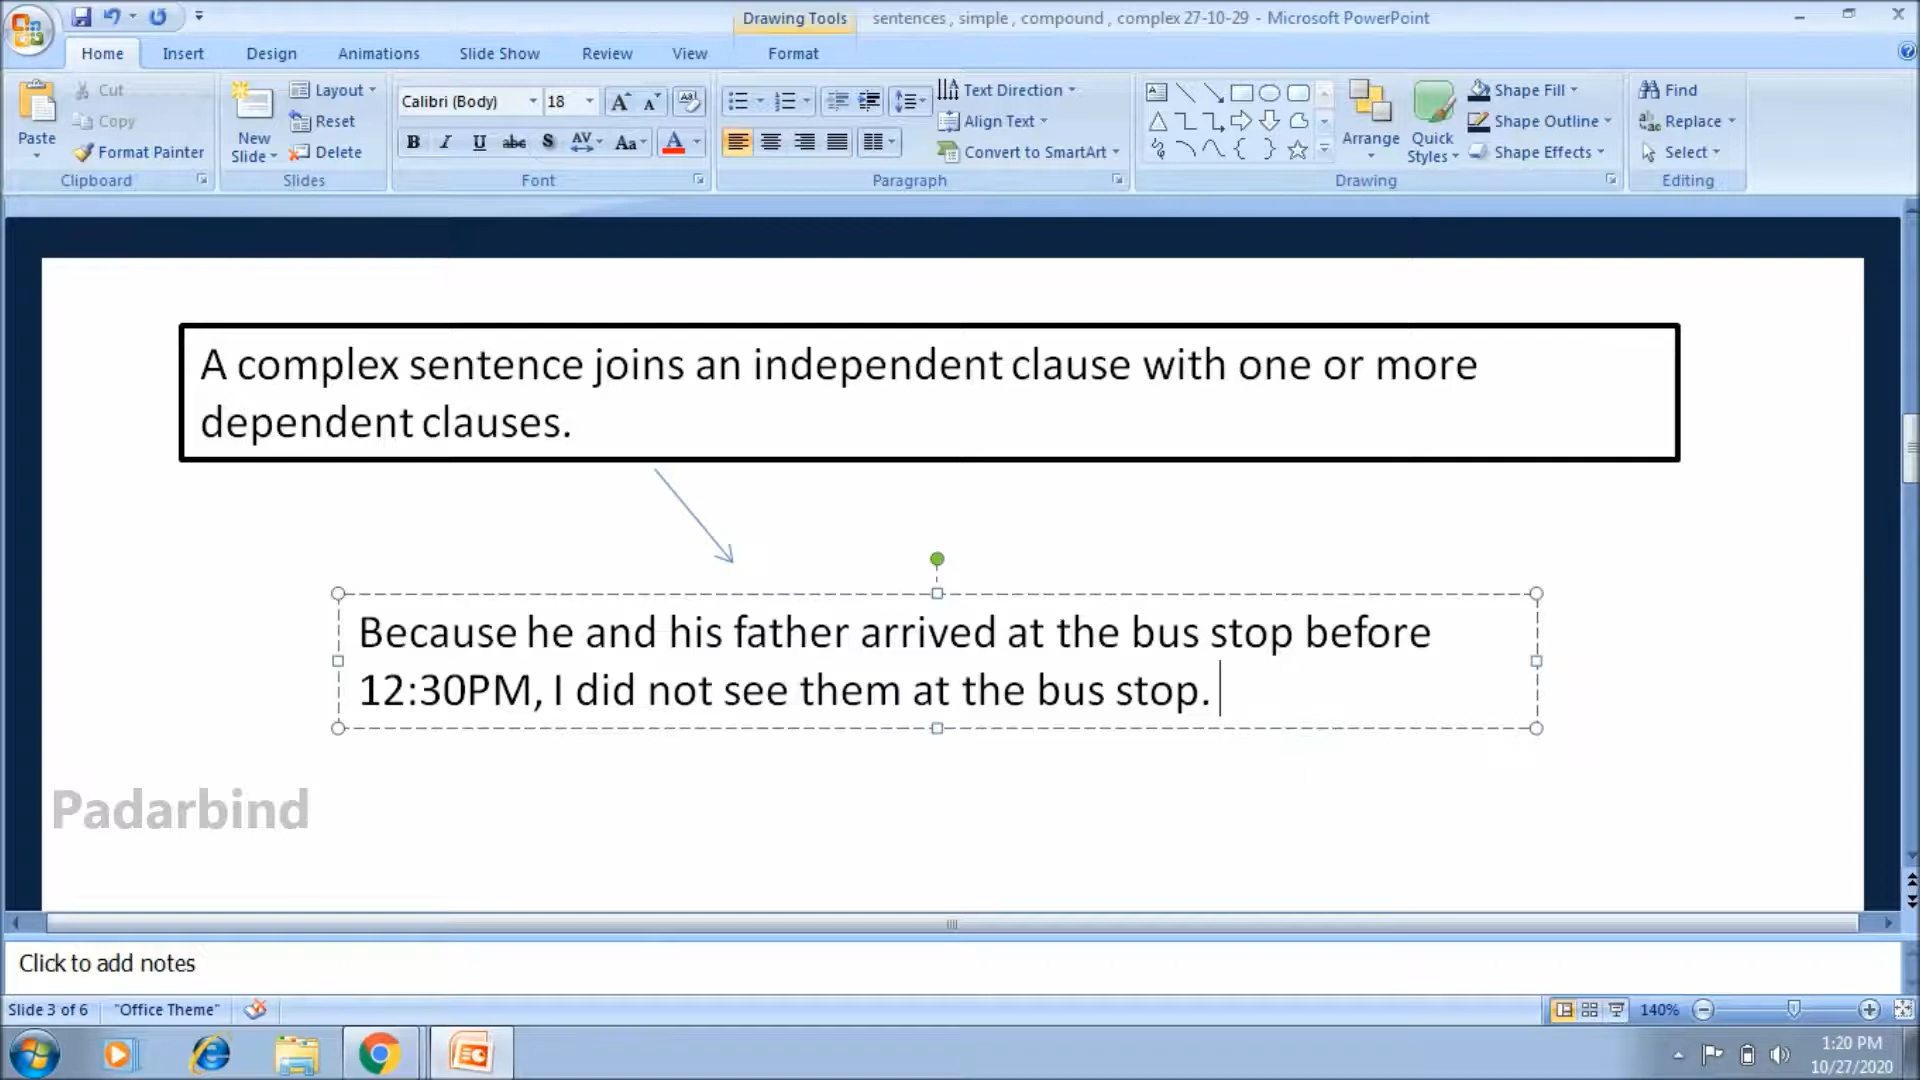 Drawing Tools
sentences , simple , compound , complex 27-10-29 - Microsoft PowerPoint
Home Insert Design Animations Slide Show Review View Format
Paste
Cut
Copy
Format Painter
Clipboard
New
Slide
Layout
Reset
Delete
Slides
Calibri (Body) 18
B I U abc S AV Aa A
Font
Text Direction
Align Text
Convert to SmartArt
Paragraph
Arrange
Quick
Styles
Shape Fill
Shape Outline
Shape Effects
Drawing
Find
Replace
Select
Editing
A complex sentence joins an independent clause with one or more
dependent clauses.
Because he and his father arrived at the bus stop before
12:30PM, I did not see them at the bus stop.
Padarbind
Click to add notes
Slide 3 of 6 "Office Theme" 140%
1:20 PM
10/27/2020